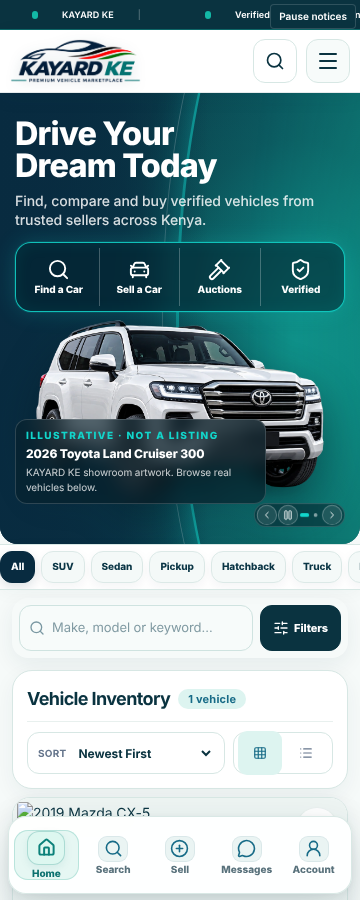 KAYARD KE | Verified
Pause notices
KAYARD KE
PREMIUM VEHICLE MARKETPLACE
Drive Your
Dream Today
Find, compare and buy verified vehicles from
trusted sellers across Kenya.
Find a Car Sell a Car Auctions Verified
ILLUSTRATIVE · NOT A LISTING
2026 Toyota Land Cruiser 300
KAYARD KE showroom artwork. Browse real
vehicles below.
All SUV Sedan Pickup Hatchback Truck
Make, model or keyword... Filters
Vehicle Inventory 1 vehicle
SORT Newest First
2019 Mazda CX-5
Home Search Sell Messages Account